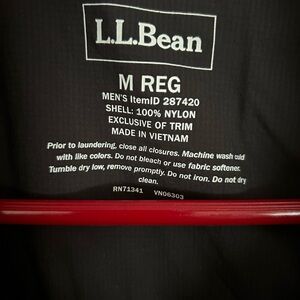 L.L.Bean
M REG
MEN'S ItemID 287420
SHELL: 100% NYLON
EXCLUSIVE OF TRIM
MADE IN VIETNAM
Prior to laundering, close all closures. Machine wash cold
with like colors. Do not bleach or use fabric softener.
Tumble dry low, remove promptly. Do not iron. Do not dry
clean.
RN71341 VN06303